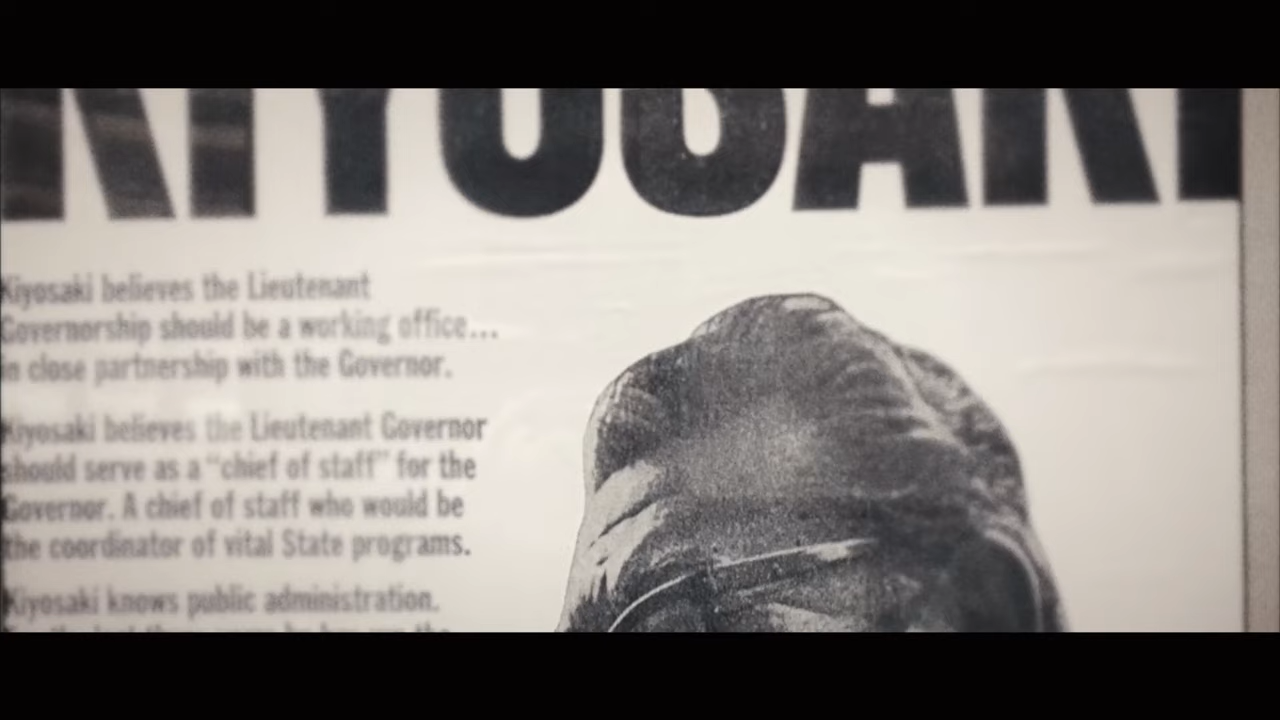 KIYOSAKI
Kiyosaki believes the Lieutenant
Governorship should be a working office...
in close partnership with the Governor.
Kiyosaki believes the Lieutenant Governor
should serve as a “chief of staff” for the
Governor. A chief of staff who would be
the coordinator of vital State programs.
Kiyosaki knows public administration.